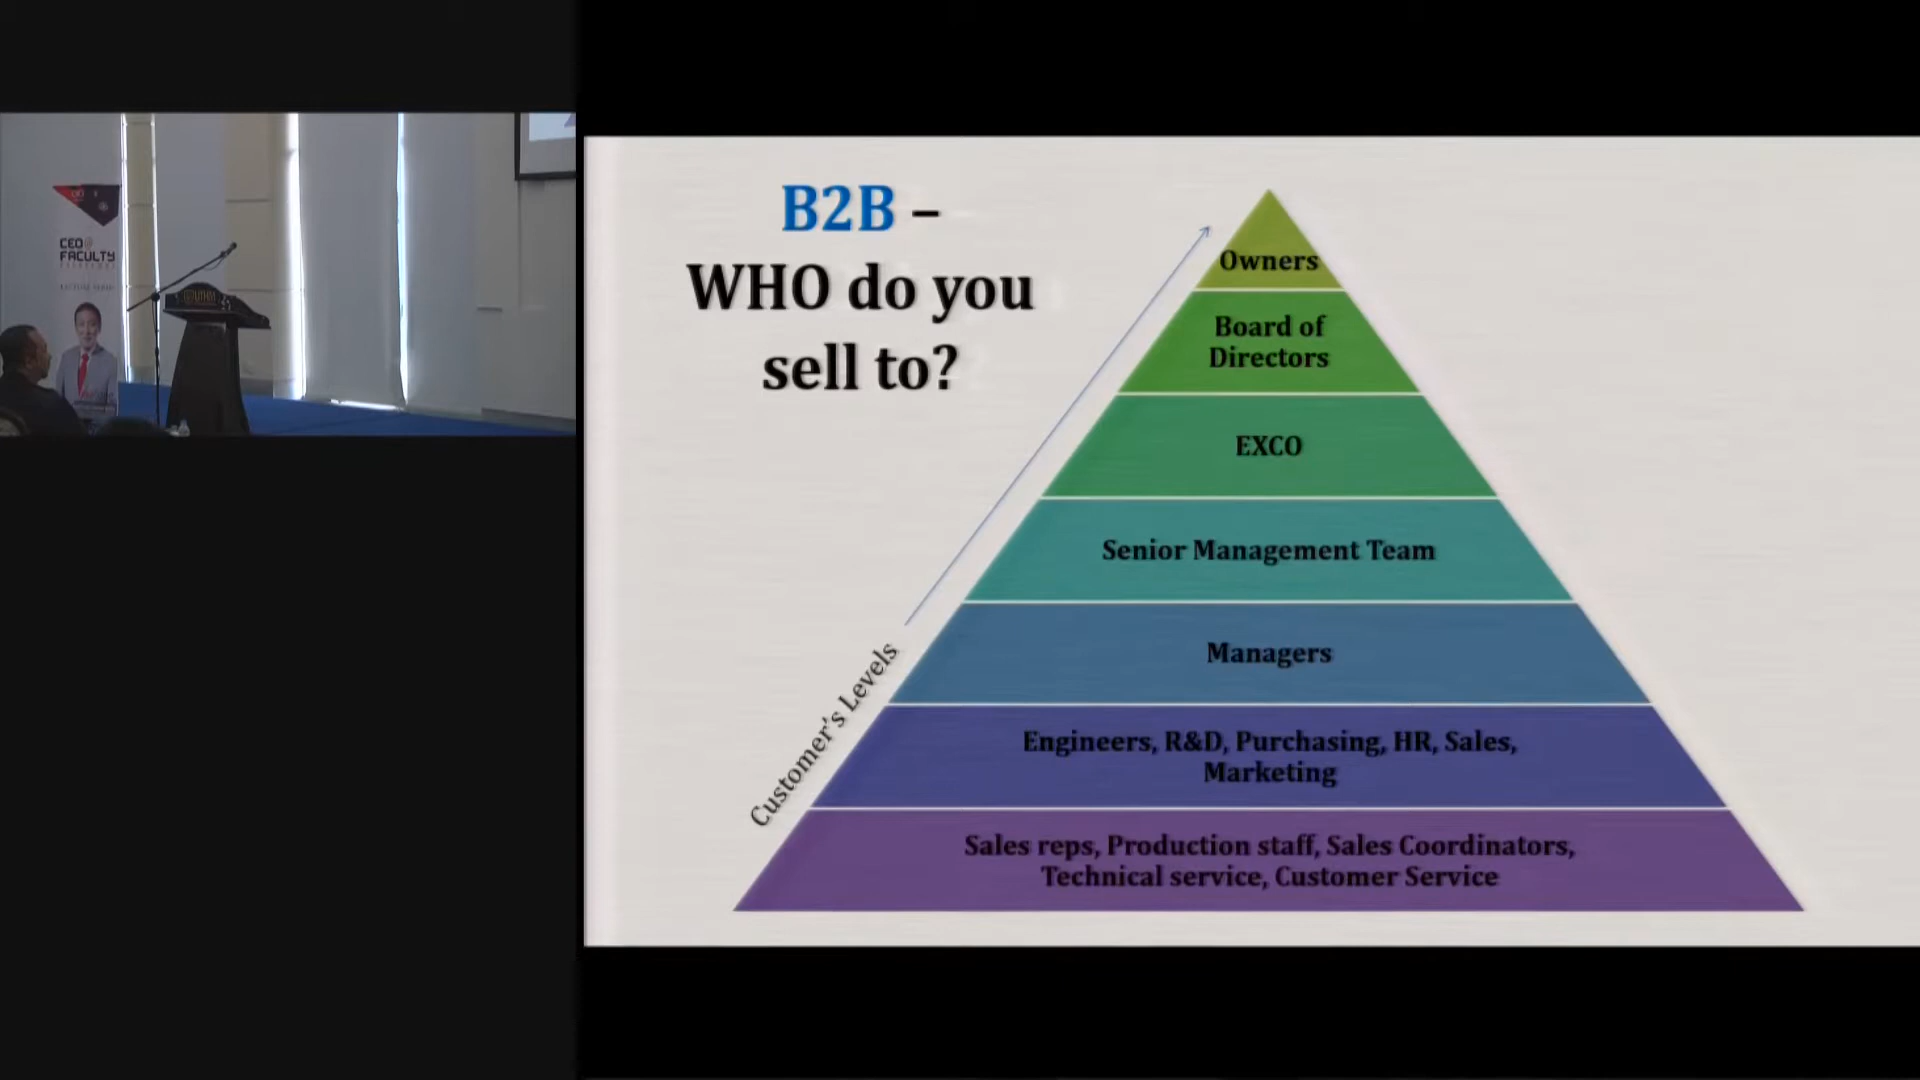 CEO@
FACULTY
B2B –
WHO do you
sell to?
Customer's Levels
Owners
Board of
Directors
EXCO
Senior Management Team
Managers
Engineers, R&D, Purchasing, HR, Sales,
Marketing
Sales reps, Production staff, Sales Coordinators,
Technical service, Customer Service